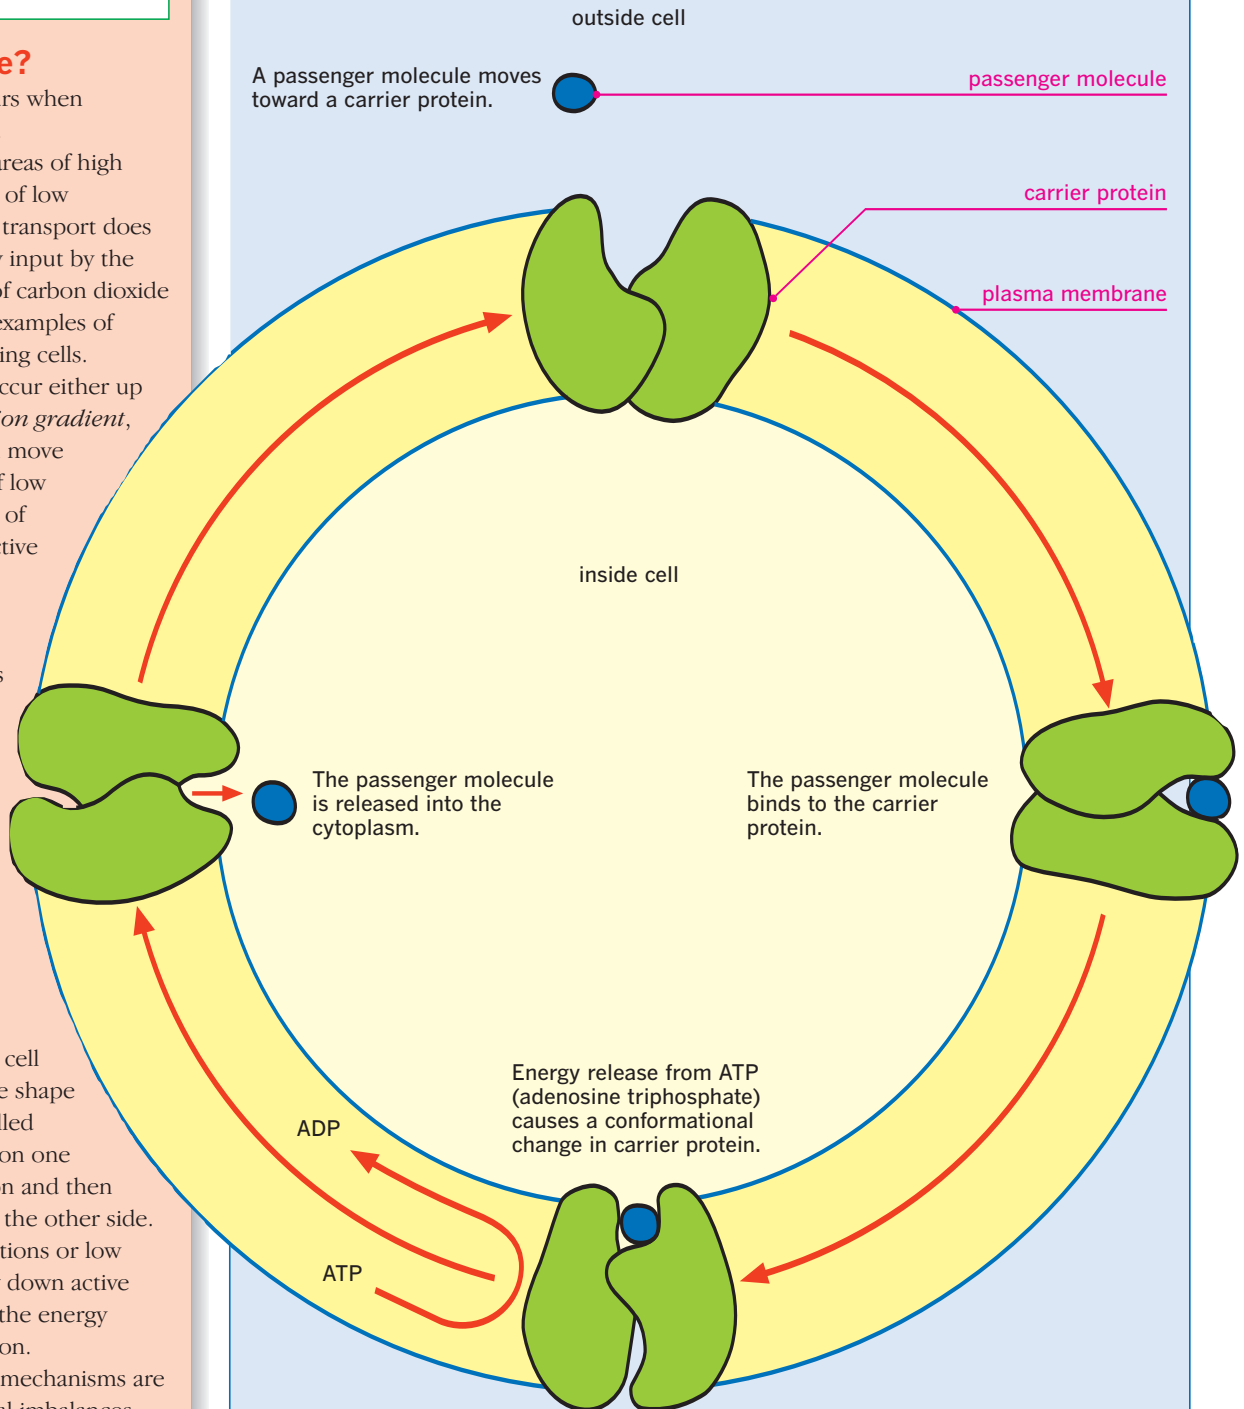 e?
rs when
reas of high
of low
transport does
input by the
of carbon dioxide
examples of
ing cells.
ccur either up
ion gradient,
move
f low
of
ctive
s
cell
e shape
lled
on one
on and then
the other side.
tions or low
down active
the energy
on.
mechanisms are
outside cell
A passenger molecule moves
toward a carrier protein.
passenger molecule
carrier protein
plasma membrane
inside cell
The passenger molecule
is released into the
cytoplasm.
The passenger molecule
binds to the carrier
protein.
Energy release from ATP
(adenosine triphosphate)
causes a conformational
change in carrier protein.
ADP
ATP